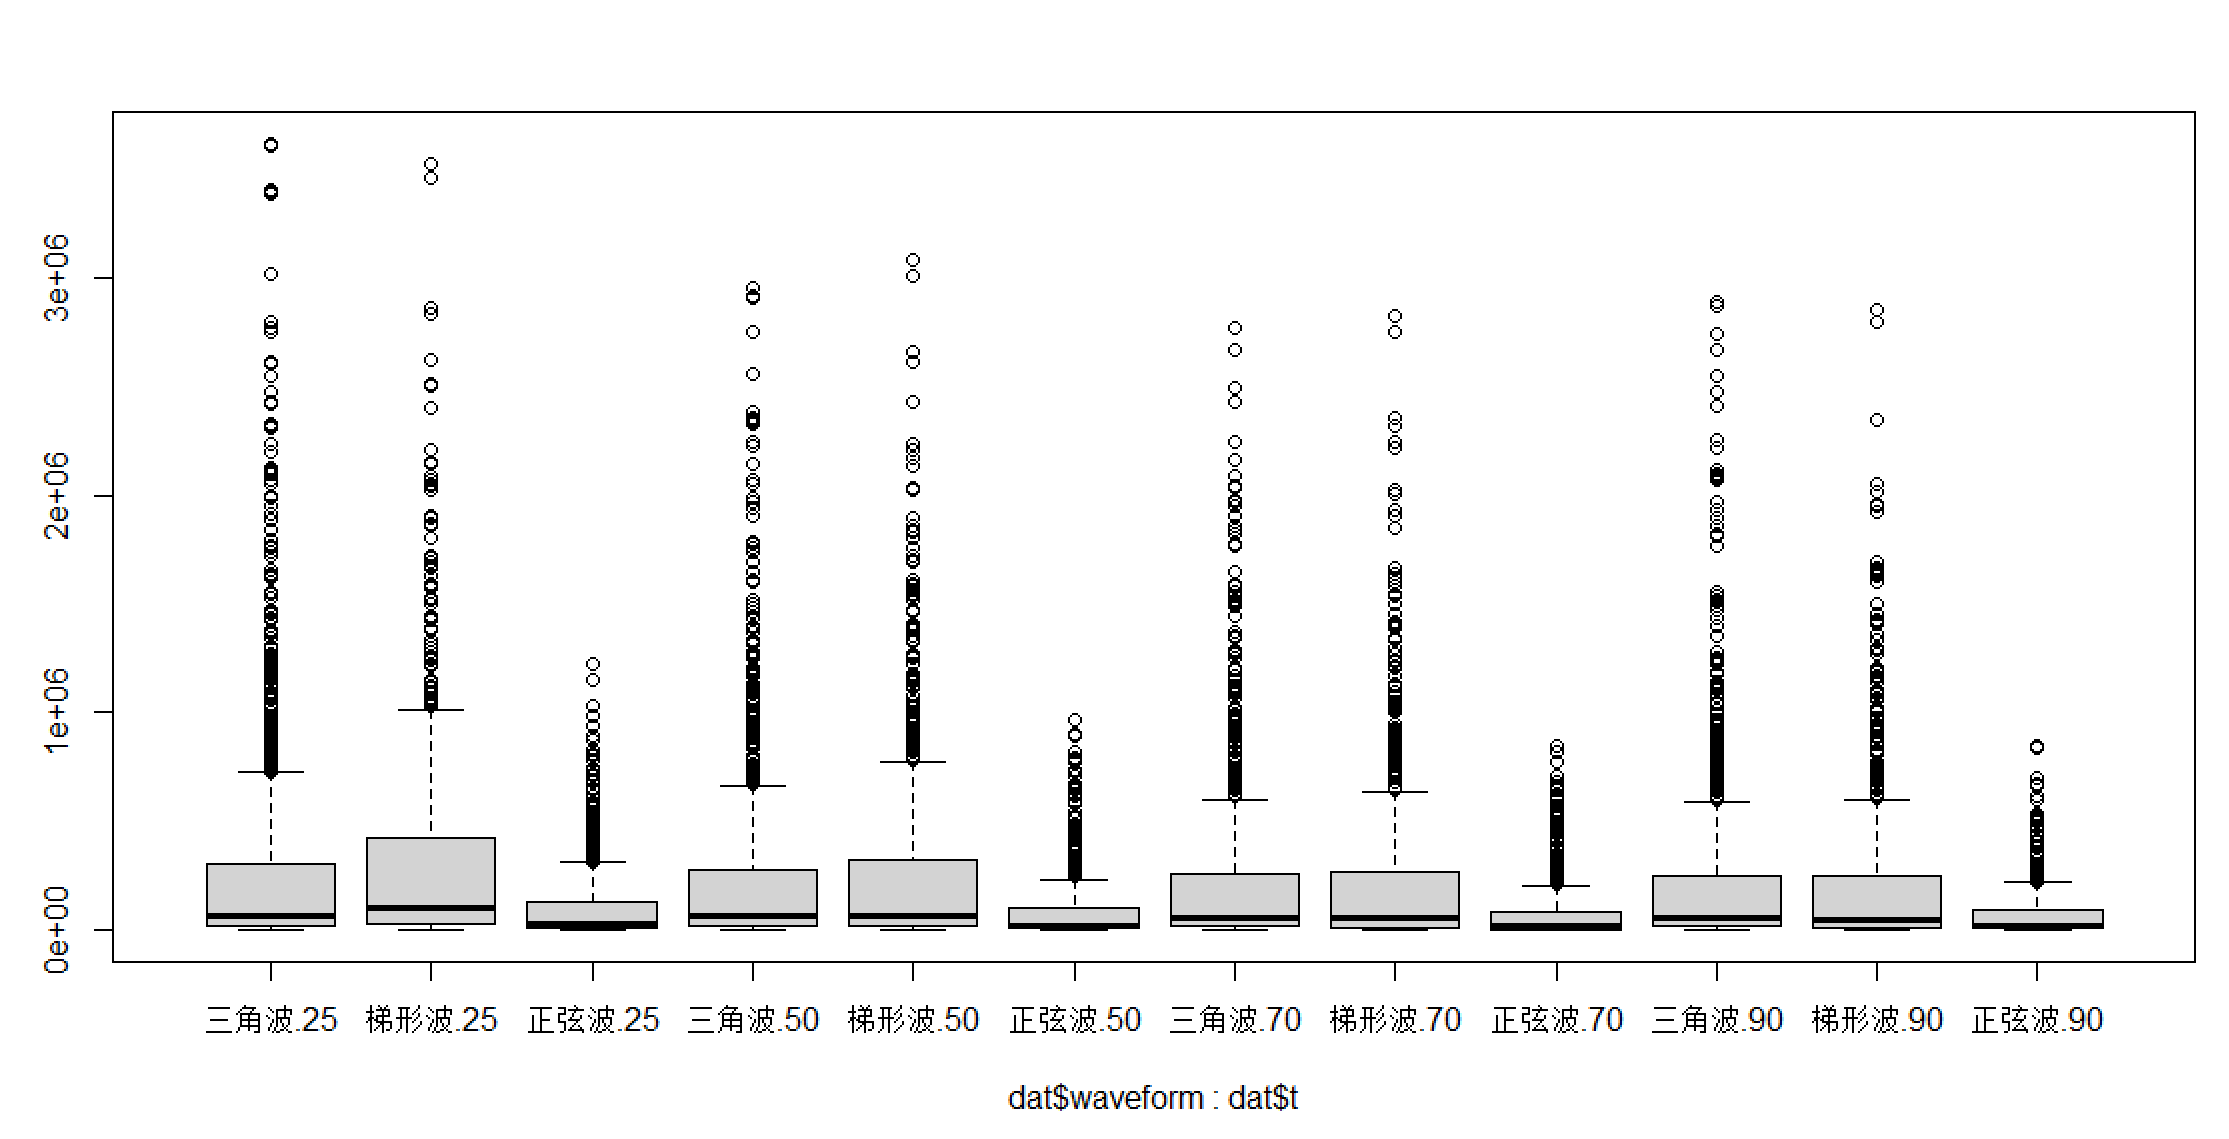 3e+06
2e+06
1e+06
0e+00
三角波.25 梯形波.25 正弦波.25 三角波.50 梯形波.50 正弦波.50 三角波.70 梯形波.70 正弦波.70 三角波.90 梯形波.90 正弦波.90
dat$waveform : dat$t